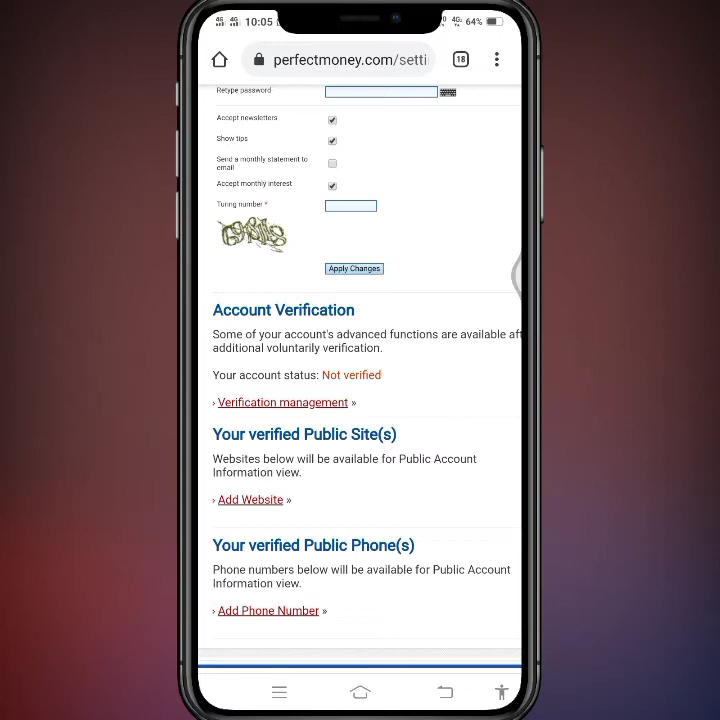 10:05
64%
perfectmoney.com/setti
18
Retype password
Accept newsletters
Show tips
Send a monthly statement to
email
Accept monthly interest
Turing number *
Apply Changes
Account Verification
Some of your account's advanced functions are available aft
additional voluntarily verification.
Your account status: Not verified
› Verification management »
Your verified Public Site(s)
Websites below will be available for Public Account
Information view.
› Add Website »
Your verified Public Phone(s)
Phone numbers below will be available for Public Account
Information view.
› Add Phone Number »